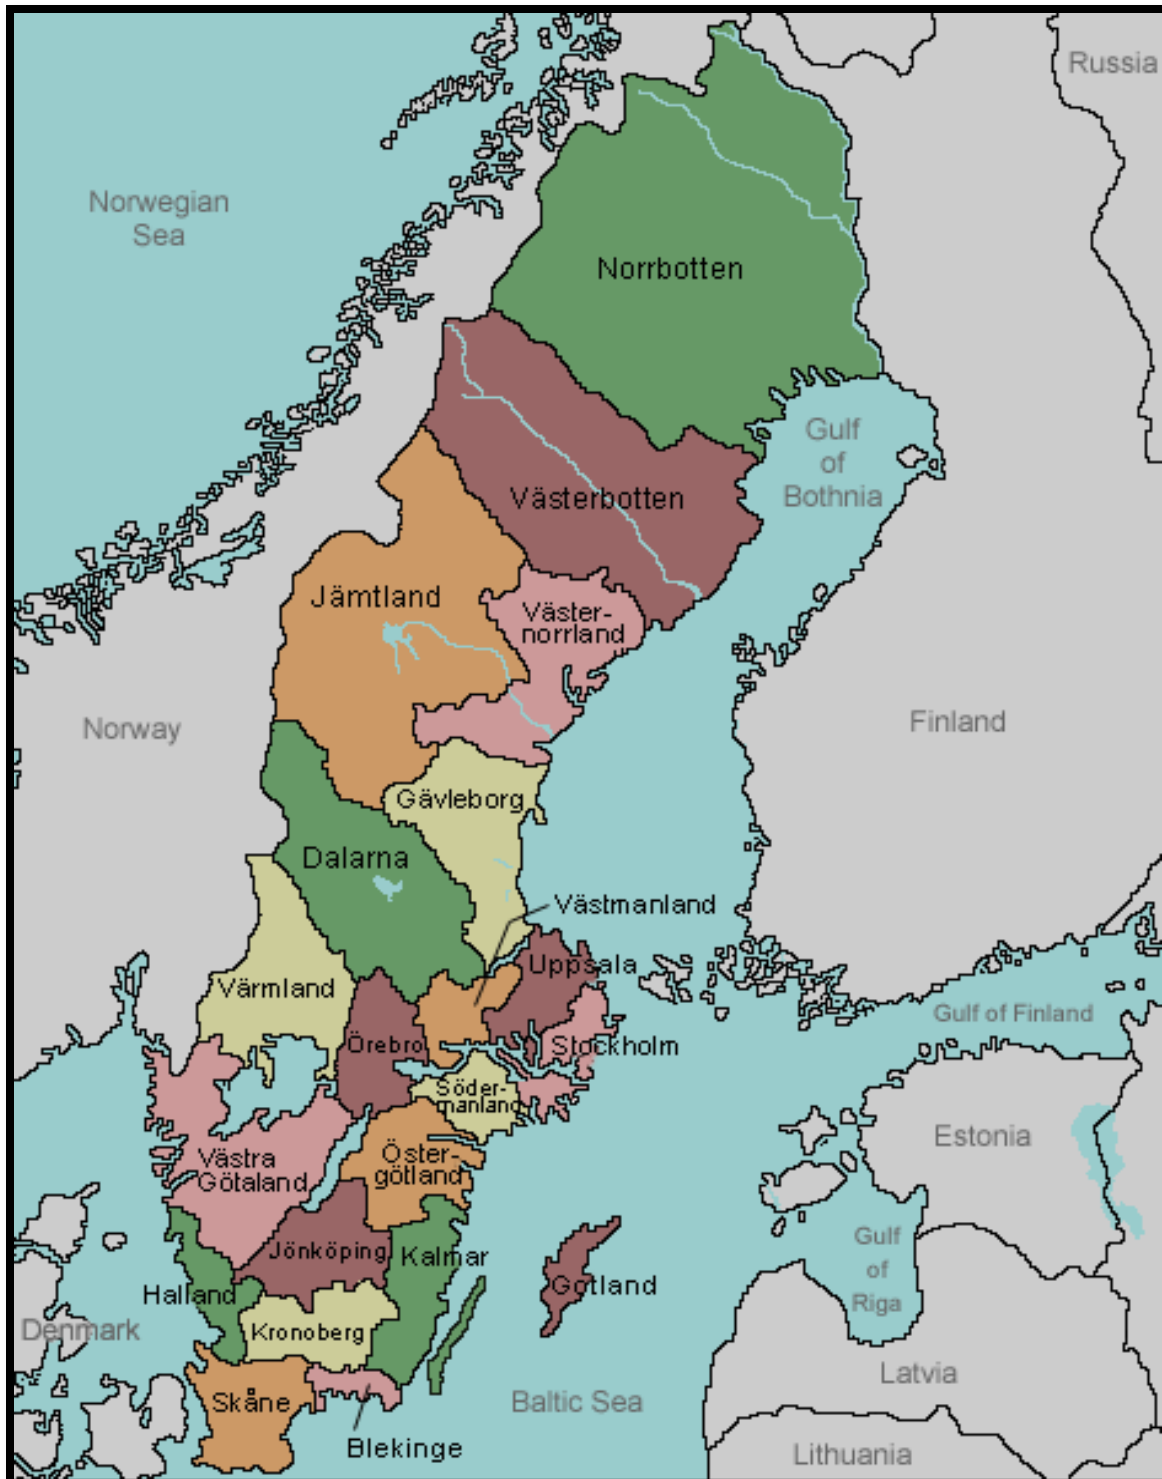 Russia
Norwegian
Sea
Norrbotten
Gulf
of
Bothnia
Västerbotten
Jämtland
Väster-
norrland
Norway
Finland
Gävleborg
Dalarna
Västmanland
Uppsala
Värmland
Gulf of Finland
Örebro
Stockholm
Söder-
manland
Estonia
Västra
Götaland
Öster-
götland
Gulf
of
Riga
Jönköping
Kalmar
Gotland
Halland
Denmark
Kronoberg
Latvia
Skåne
Baltic Sea
Blekinge
Lithuania